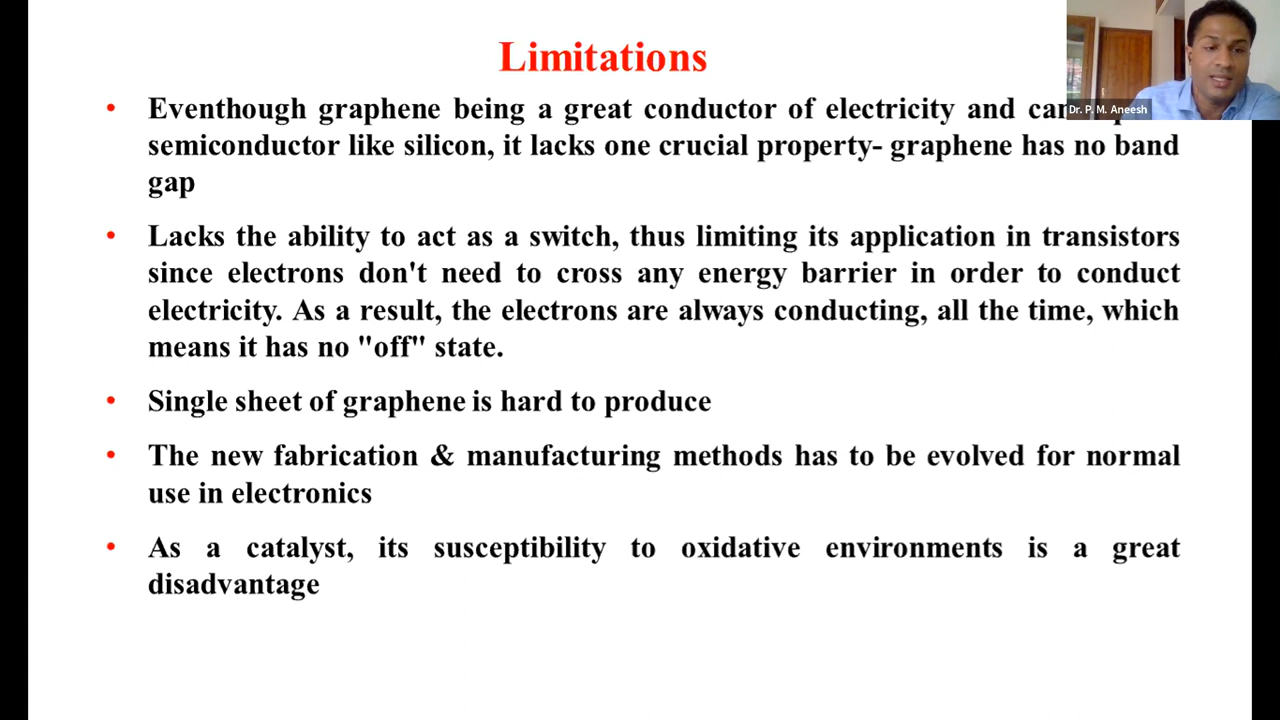 Limitations
Dr. P. M. Aneesh
• Eventhough graphene being a great conductor of electricity and can
semiconductor like silicon, it lacks one crucial property- graphene has no band
gap
• Lacks the ability to act as a switch, thus limiting its application in transistors
since electrons don't need to cross any energy barrier in order to conduct
electricity. As a result, the electrons are always conducting, all the time, which
means it has no "off" state.
• Single sheet of graphene is hard to produce
• The new fabrication & manufacturing methods has to be evolved for normal
use in electronics
• As a catalyst, its susceptibility to oxidative environments is a great
disadvantage